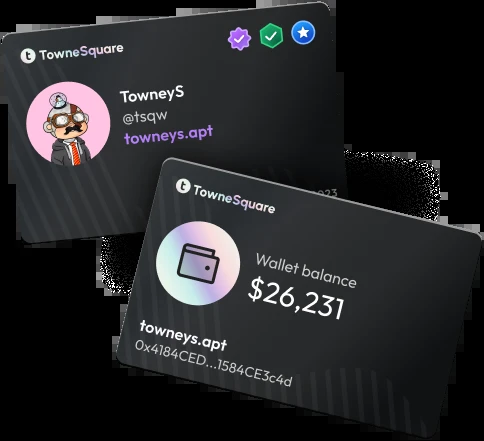 TowneSquare
TowneyS
@tsqw
towneys.apt
TowneSquare
Wallet balance
$26,231
towneys.apt
0x4184CED...1584CE3c4d